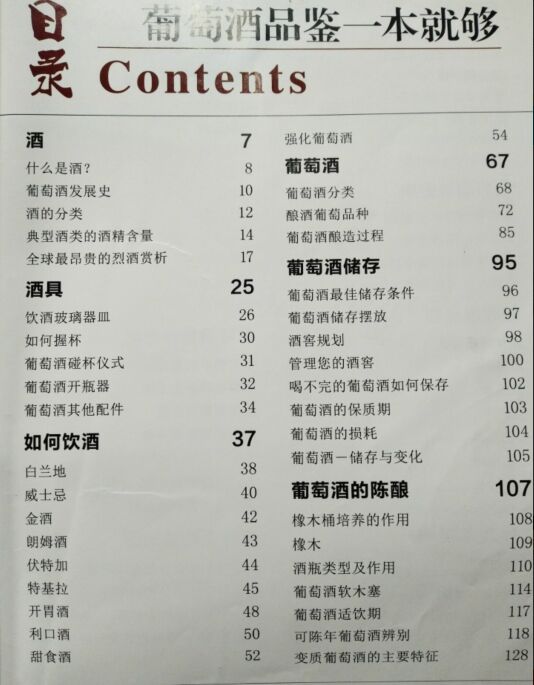 目录
葡萄酒品鉴一本就够
Contents
酒 7
什么是酒? 8
葡萄酒发展史 10
酒的分类 12
典型酒类的酒精含量 14
全球最昂贵的烈酒赏析 17
酒具 25
饮酒玻璃器皿 26
如何握杯 30
葡萄酒碰杯仪式 31
葡萄酒开瓶器 32
葡萄酒其他配件 34
如何饮酒 37
白兰地 38
威士忌 40
金酒 42
朗姆酒 43
伏特加 44
特基拉 45
开胃酒 48
利口酒 50
甜食酒 52
强化葡萄酒 54
葡萄酒 67
葡萄酒分类 68
酿酒葡萄品种 72
葡萄酒酿造过程 85
葡萄酒储存 95
葡萄酒最佳储存条件 96
葡萄酒储存摆放 97
酒窖规划 98
管理您的酒窖 100
喝不完的葡萄酒如何保存 102
葡萄酒的保质期 103
葡萄酒的损耗 104
葡萄酒－储存与变化 105
葡萄酒的陈酿 107
橡木桶培养的作用 108
橡木 109
酒瓶类型及作用 110
葡萄酒软木塞 114
葡萄酒适饮期 117
可陈年葡萄酒辨别 118
变质葡萄酒的主要特征 128